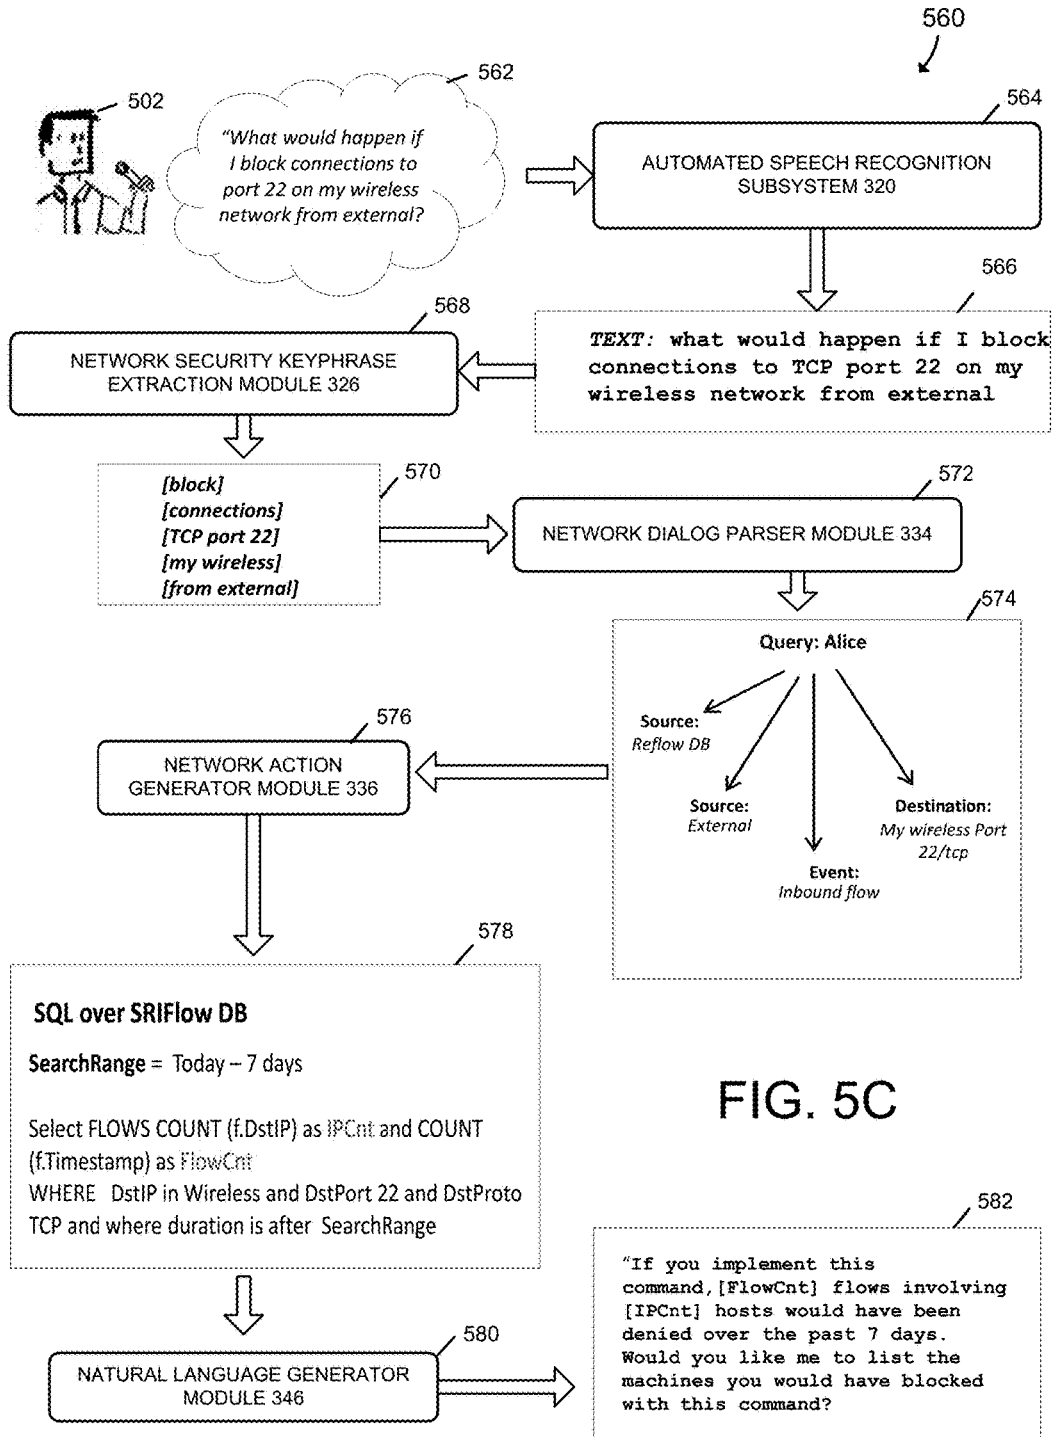 560
562
502
564
"What would happen if
I block connections to
port 22 on my wireless
network from external?
AUTOMATED SPEECH RECOGNITION
SUBSYSTEM 320
566
568
TEXT: what would happen if I block
connections to TCP port 22 on my
wireless network from external
NETWORK SECURITY KEYPHRASE
EXTRACTION MODULE 326
570
[block]
[connections]
[TCP port 22]
[my wireless]
[from external]
572
NETWORK DIALOG PARSER MODULE 334
574
Query: Alice
Source:
Reflow DB
Source:
External
Event:
Inbound flow
Destination:
My wireless Port
22/tcp
576
NETWORK ACTION
GENERATOR MODULE 336
578
SQL over SRIFlow DB
SearchRange = Today – 7 days
Select FLOWS COUNT (f.DstIP) as IPCnt and COUNT
(f.Timestamp) as FlowCnt
WHERE DstIP in Wireless and DstPort 22 and DstProto
TCP and where duration is after SearchRange
FIG. 5C
580
NATURAL LANGUAGE GENERATOR
MODULE 346
582
"If you implement this
command,[FlowCnt] flows involving
[IPCnt] hosts would have been
denied over the past 7 days.
Would you like me to list the
machines you would have blocked
with this command?